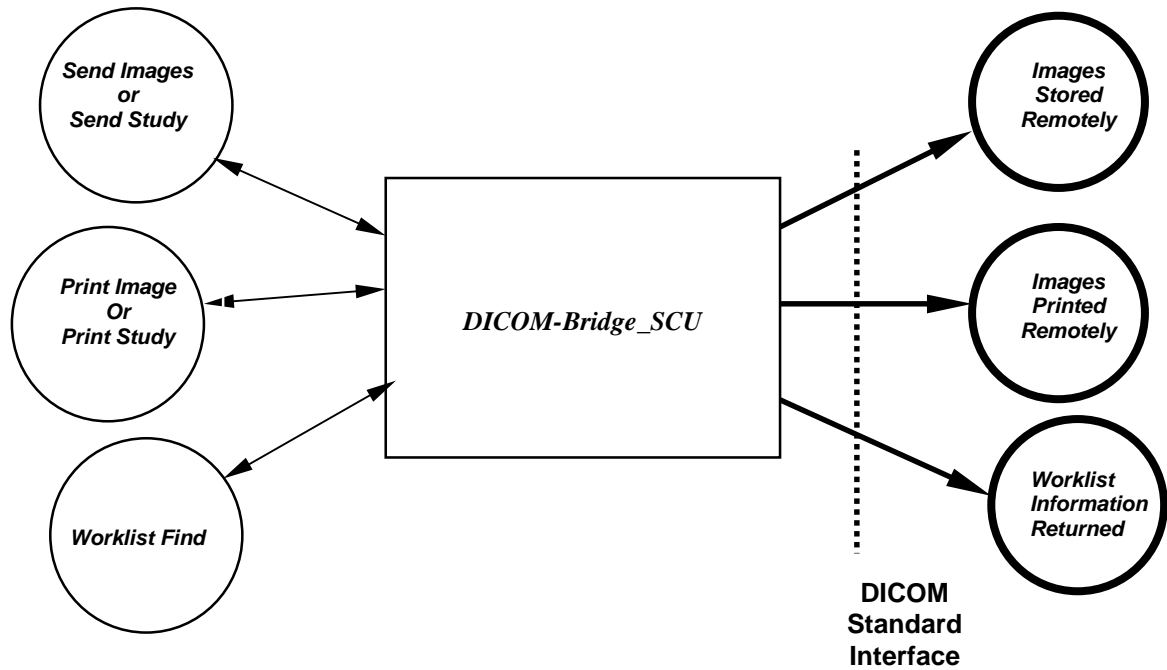 Send Images
or
Send Study
Print Image
Or
Print Study
Worklist Find
DICOM-Bridge_SCU
Images
Stored
Remotely
Images
Printed
Remotely
Worklist
Information
Returned
DICOM
Standard
Interface